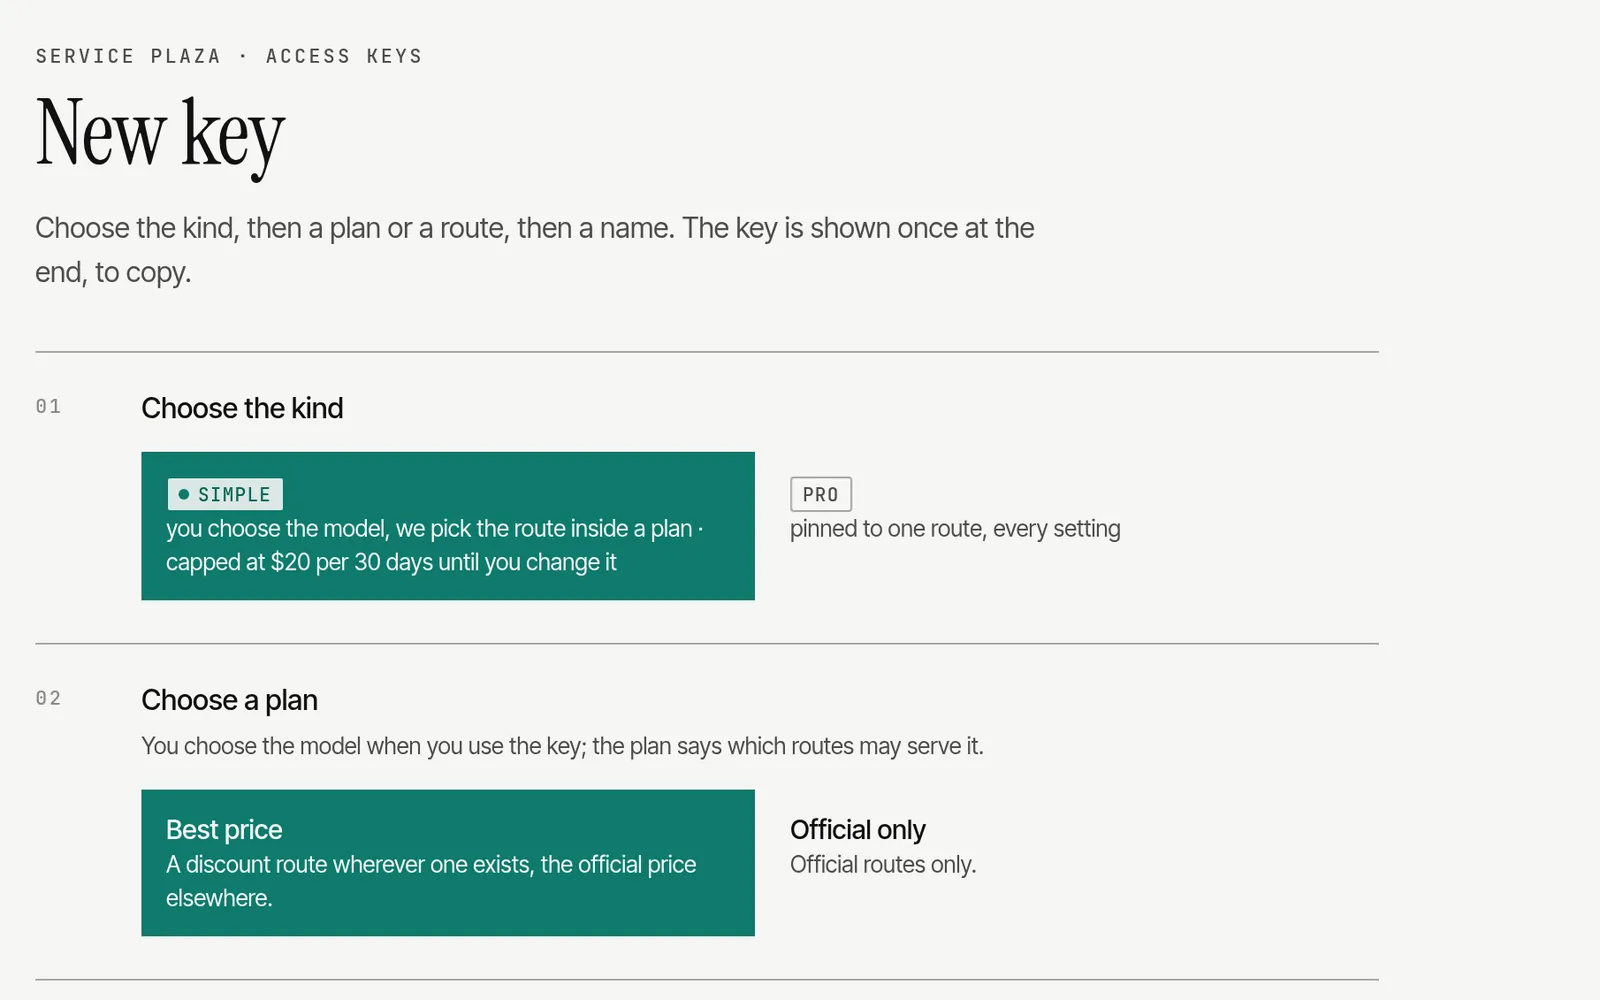 SERVICE PLAZA · ACCESS KEYS
New key
Choose the kind, then a plan or a route, then a name. The key is shown once at the
end, to copy.
01
Choose the kind
SIMPLE
you choose the model, we pick the route inside a plan ·
capped at $20 per 30 days until you change it
PRO
pinned to one route, every setting
02
Choose a plan
You choose the model when you use the key; the plan says which routes may serve it.
Best price
A discount route wherever one exists, the official price
elsewhere.
Official only
Official routes only.